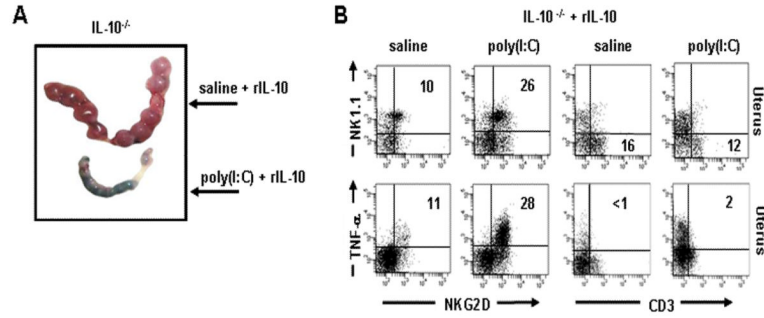 A
IL-10-/-
saline + rIL-10
poly(I:C) + rIL-10
B
IL-10 -/- + rIL-10
saline poly(I:C) saline poly(I:C)
NK1.1
10 26 16 12
Uterus
TNF-α
11 28 <1 2
Uterus
NKG2D CD3